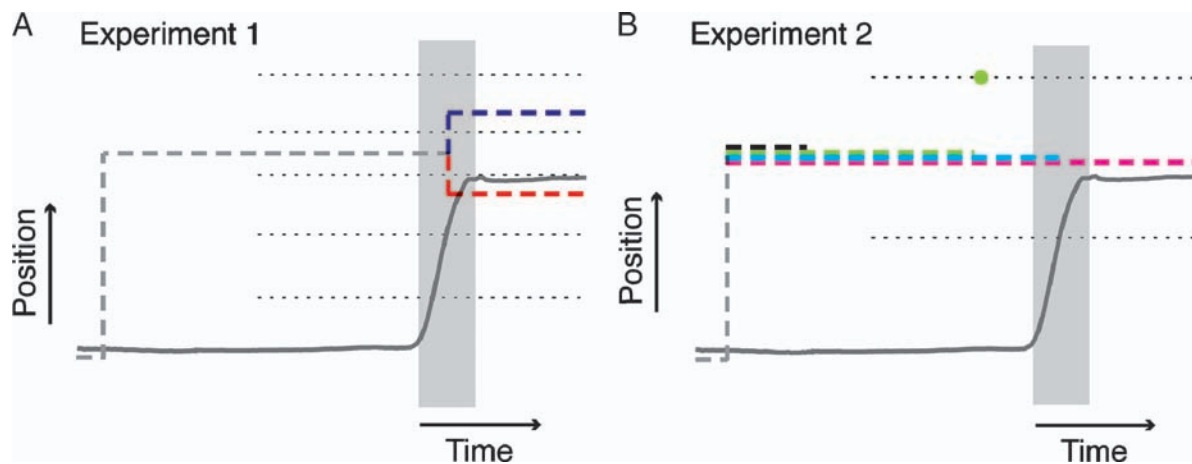 A
Experiment 1
Position
Time
B
Experiment 2
Position
Time